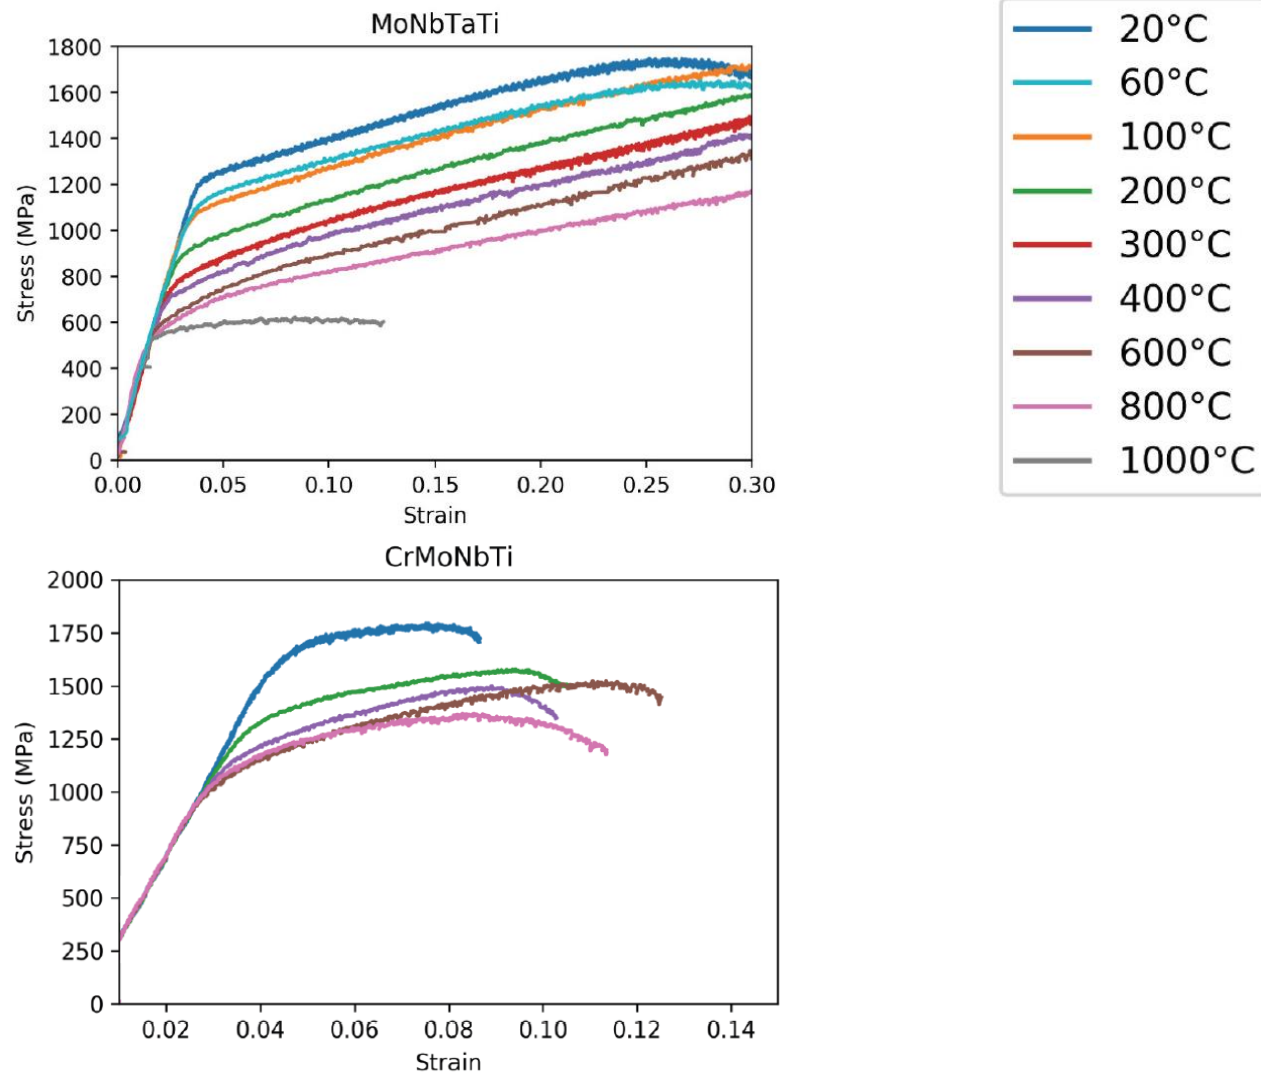 MoNbTaTi
1800
1600
1400
1200
1000
800
600
400
200
0
Stress (MPa)
0.00 0.05 0.10 0.15 0.20 0.25 0.30
Strain
20°C
60°C
100°C
200°C
300°C
400°C
600°C
800°C
1000°C
CrMoNbTi
2000
1750
1500
1250
1000
750
500
250
0
Stress (MPa)
0.02 0.04 0.06 0.08 0.10 0.12 0.14
Strain